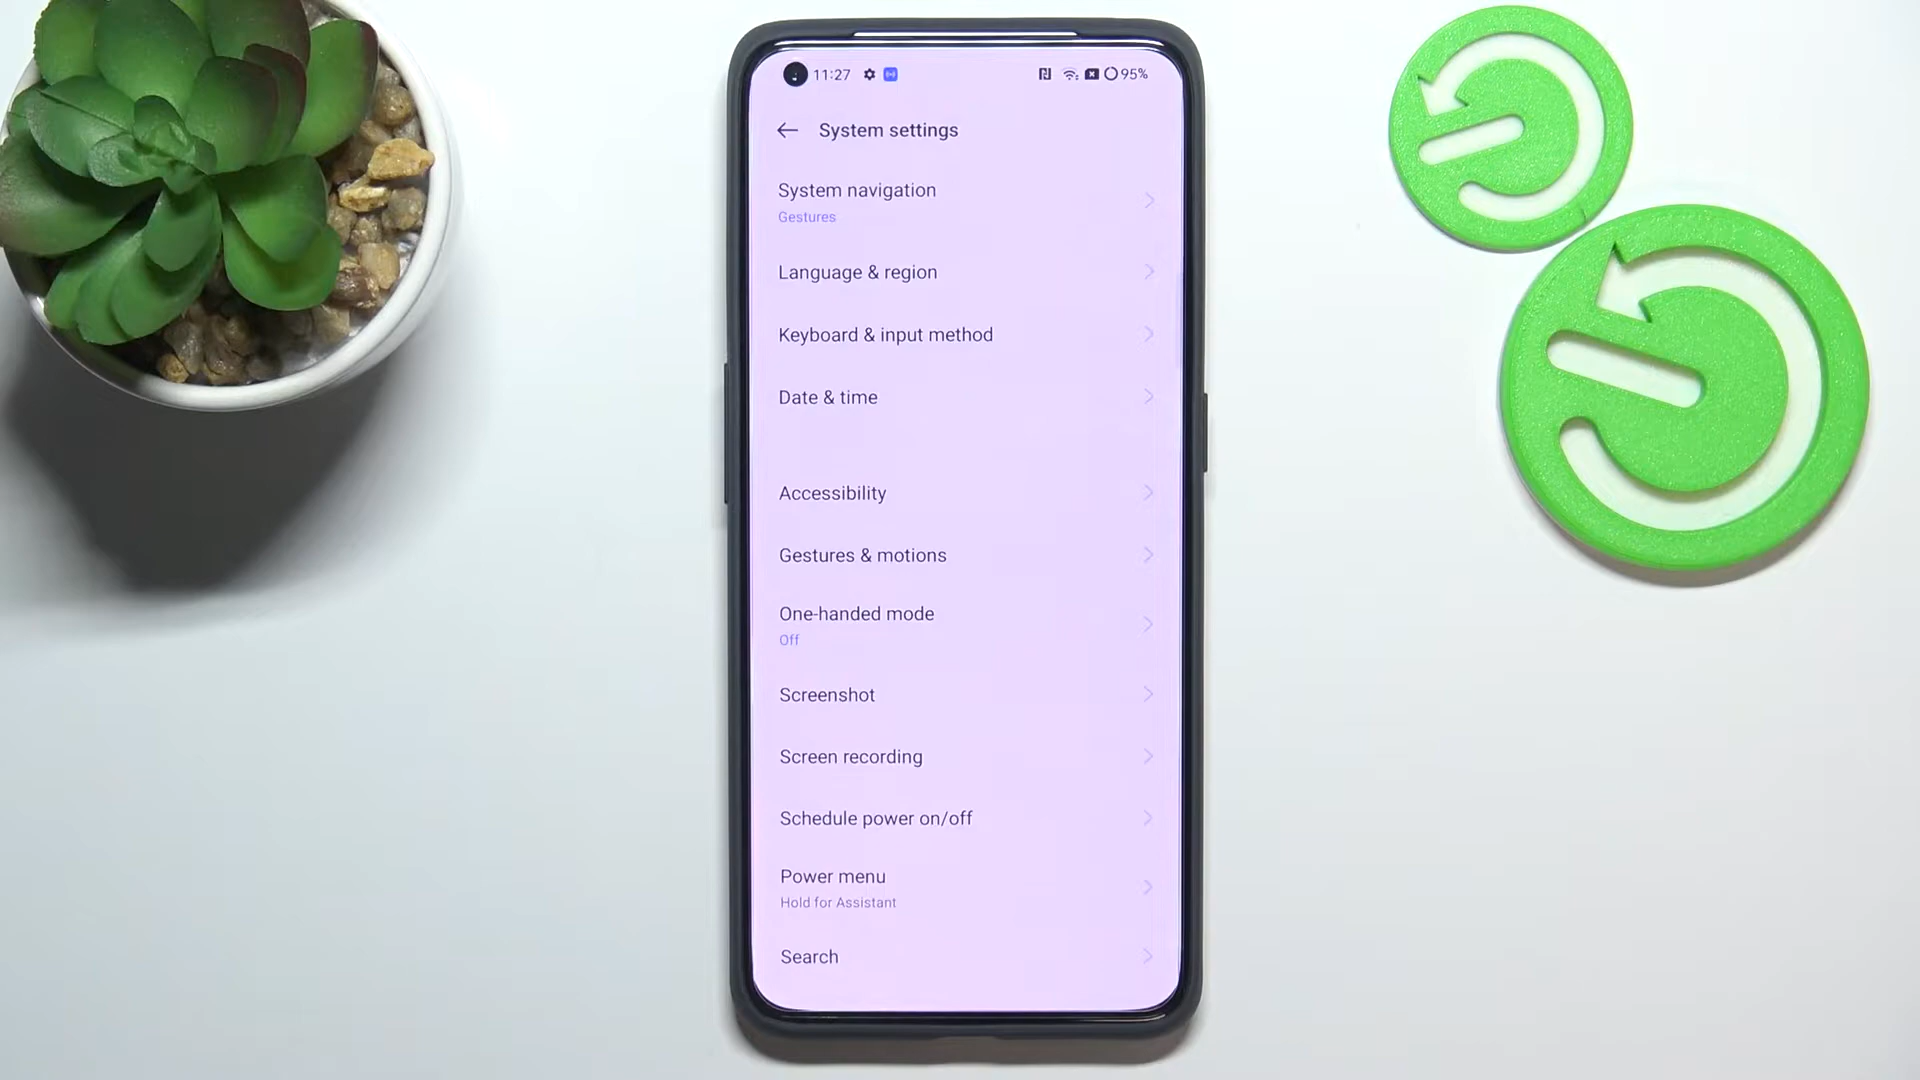 11:27 95%
System settings
System navigation
Gestures
Language & region
Keyboard & input method
Date & time
Accessibility
Gestures & motions
One-handed mode
Off
Screenshot
Screen recording
Schedule power on/off
Power menu
Hold for Assistant
Search